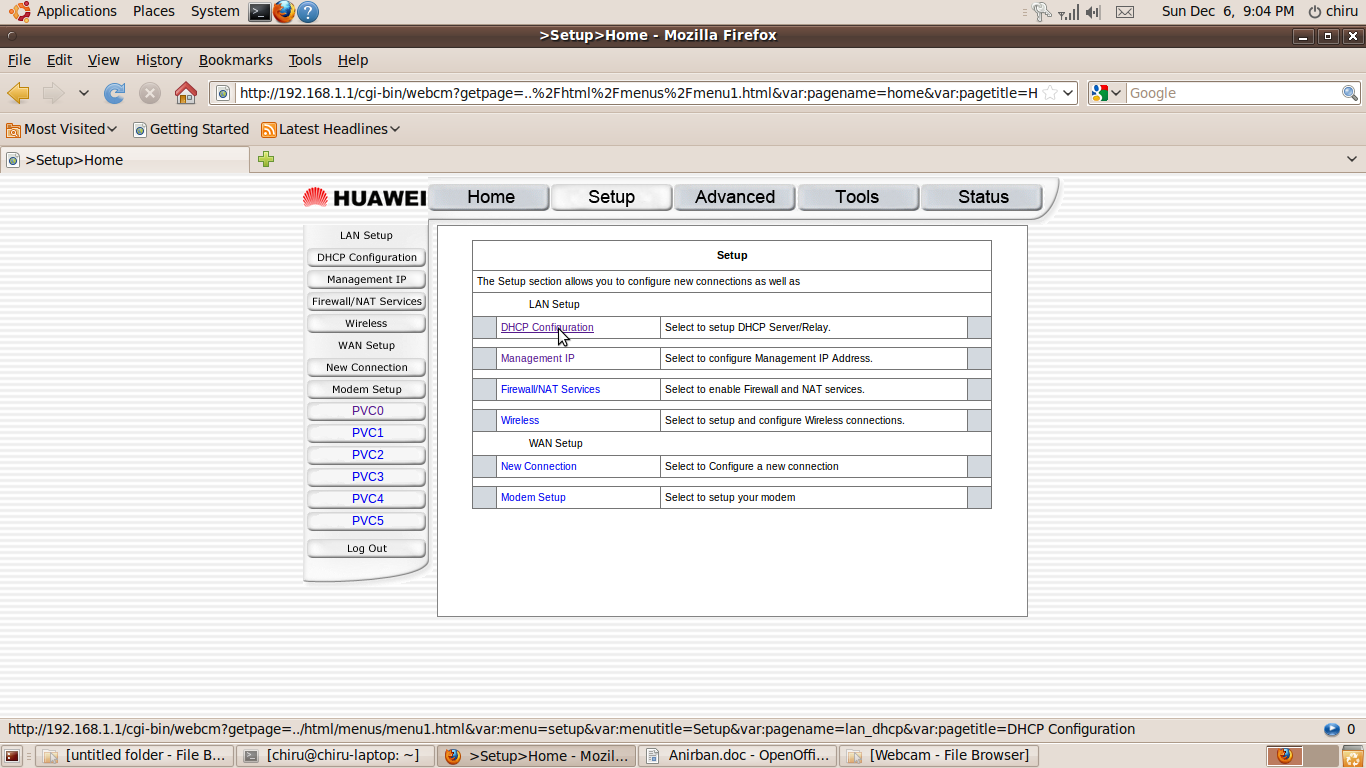 Applications Places System Sun Dec 6, 9:04 PM chiru
>Setup>Home - Mozilla Firefox
File Edit View History Bookmarks Tools Help
http://192.168.1.1/cgi-bin/webcm?getpage=..%2Fhtml%2Fmenus%2Fmenu1.html&var:pagename=home&var:pagetitle=H Google
Most Visited Getting Started Latest Headlines
>Setup>Home
HUAWEI Home Setup Advanced Tools Status
LAN Setup
DHCP Configuration
Management IP
Firewall/NAT Services
Wireless
WAN Setup
New Connection
Modem Setup
PVC0
PVC1
PVC2
PVC3
PVC4
PVC5
Log Out
Setup
The Setup section allows you to configure new connections as well as
LAN Setup
DHCP Configuration Select to setup DHCP Server/Relay.
Management IP Select to configure Management IP Address.
Firewall/NAT Services Select to enable Firewall and NAT services.
Wireless Select to setup and configure Wireless connections.
WAN Setup
New Connection Select to Configure a new connection
Modem Setup Select to setup your modem
http://192.168.1.1/cgi-bin/webcm?getpage=../html/menus/menu1.html&var:menu=setup&var:menutitle=Setup&var:pagename=lan_dhcp&var:pagetitle=DHCP Configuration 0
[untitled folder - File B... [chiru@chiru-laptop: ~] >Setup>Home - Mozil... Anirban.doc - OpenOffi... [Webcam - File Browser]